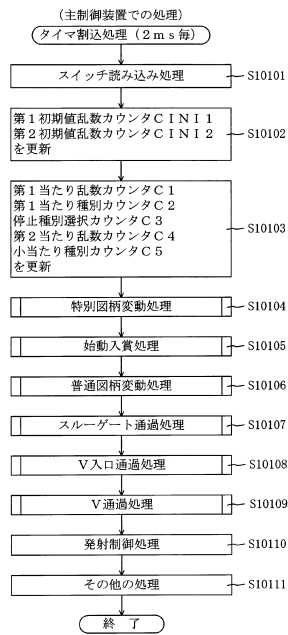 （主制御装置での処理）
タイマ割込処理（２ｍｓ毎）
スイッチ読み込み処理
S10101
第１初期値乱数カウンタＣＩＮＩ１
第２初期値乱数カウンタＣＩＮＩ２
を更新
S10102
第１当たり乱数カウンタＣ１
第１当たり種別カウンタＣ２
停止種別選択カウンタＣ３
第２当たり乱数カウンタＣ４
小当たり種別カウンタＣ５
を更新
S10103
特別図柄変動処理
S10104
始動入賞処理
S10105
普通図柄変動処理
S10106
スルーゲート通過処理
S10107
Ｖ入口通過処理
S10108
Ｖ通過処理
S10109
発射制御処理
S10110
その他の処理
S10111
終 了